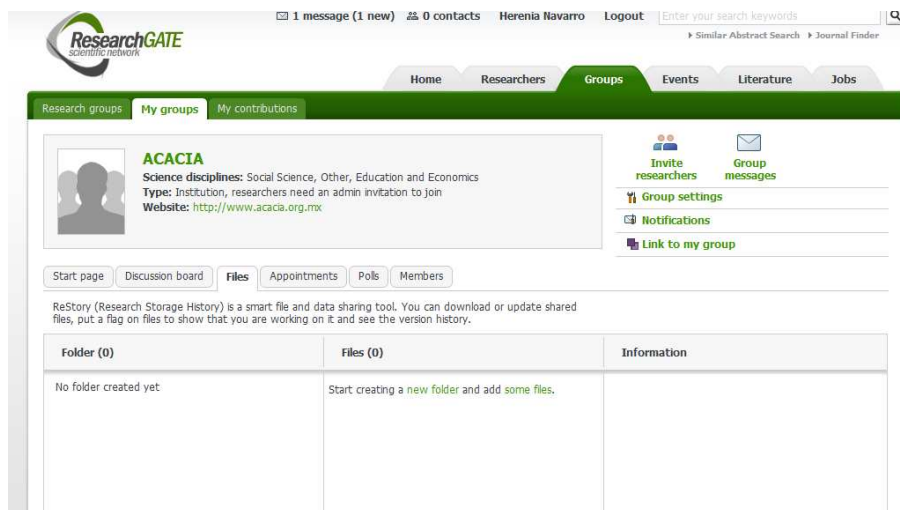 1 message (1 new) 0 contacts Herenia Navarro Logout Enter your search keywords
ResearchGATE
scientific network
Similar Abstract Search Journal Finder
Home Researchers Groups Events Literature Jobs
Research groups My groups My contributions
ACACIA
Science disciplines: Social Science, Other, Education and Economics
Type: Institution, researchers need an admin invitation to join
Website: http://www.acacia.org.mx
Invite researchers
Group messages
Group settings
Notifications
Link to my group
Start page Discussion board Files Appointments Polls Members
ReStory (Research Storage History) is a smart file and data sharing tool. You can download or update shared
files, put a flag on files to show that you are working on it and see the version history.
Folder (0) Files (0) Information
No folder created yet Start creating a new folder and add some files.